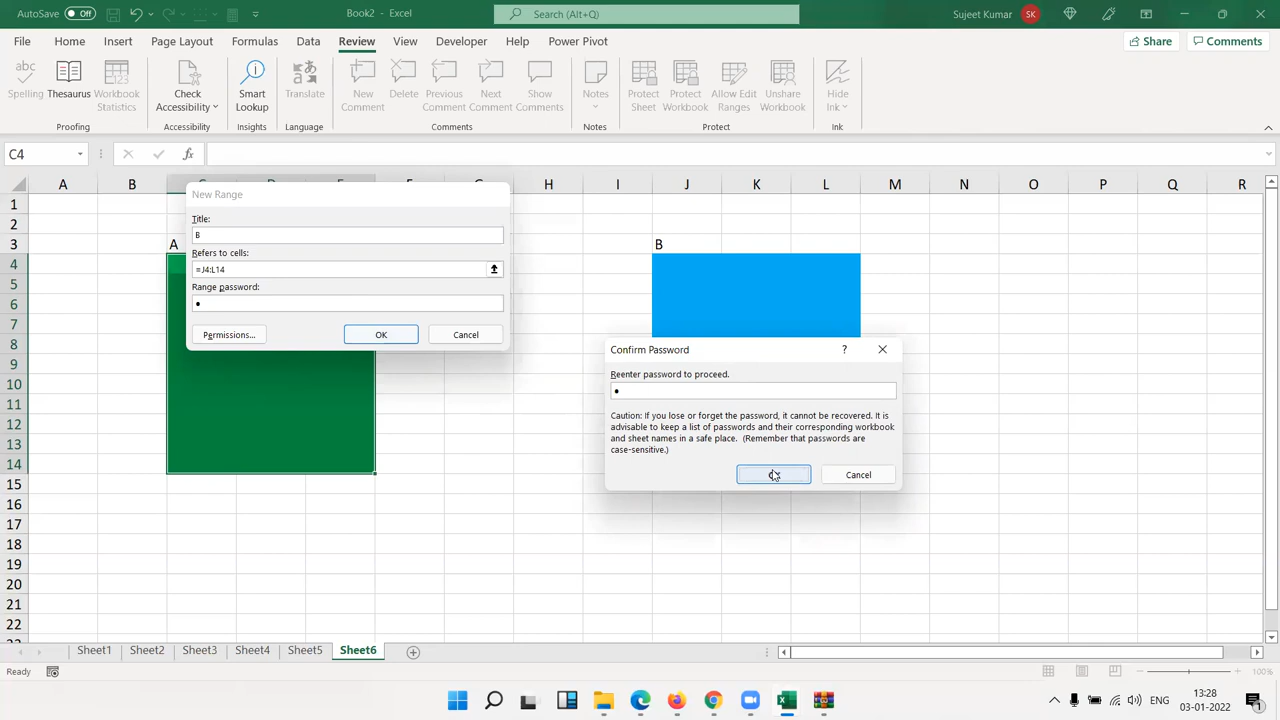 AutoSave Off Book2 - Excel Search (Alt+Q) Sujeet Kumar SK
File Home Insert Page Layout Formulas Data Review View Developer Help Power Pivot Share Comments
Spelling Thesaurus Workbook Statistics Check Accessibility Smart Lookup Translate New Comment Delete Previous Comment Next Comment Show Comments Notes Protect Sheet Protect Workbook Allow Edit Ranges Unshare Workbook Hide Ink
Proofing Accessibility Insights Language Comments Notes Protect Ink
C4 fx
A B H I J K L M N O P Q R
New Range
Title:
B
Refers to cells:
=J4:L14
Range password:
Permissions... OK Cancel
1
2
3 A B
4
5
6
7
8
9
10
11
12
13
14
15
16
17
18
19
20
21
22
Confirm Password ?
Reenter password to proceed.
Caution: If you lose or forget the password, it cannot be recovered. It is
advisable to keep a list of passwords and their corresponding workbook
and sheet names in a safe place. (Remember that passwords are
case-sensitive.)
Cancel
Sheet1 Sheet2 Sheet3 Sheet4 Sheet5 Sheet6
Ready 100%
ENG 13:28
03-01-2022